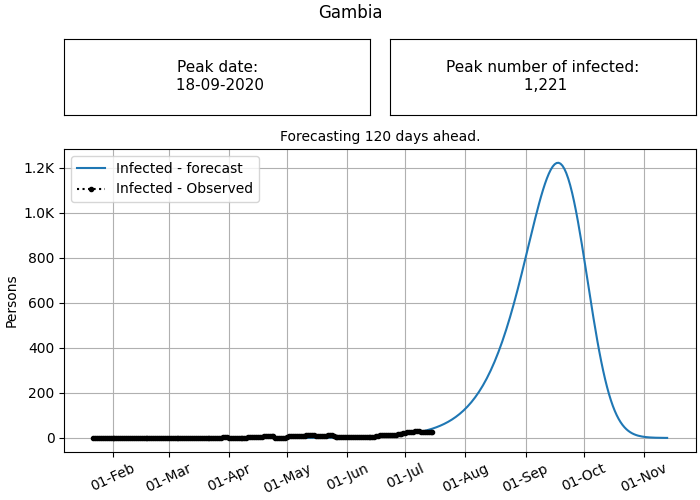 Gambia
Peak date:
18-09-2020
Peak number of infected:
1,221
Forecasting 120 days ahead.
Infected - forecast
Infected - Observed
Persons
1.2K
1.0K
800
600
400
200
0
01-Feb
01-Mar
01-Apr
01-May
01-Jun
01-Jul
01-Aug
01-Sep
01-Oct
01-Nov